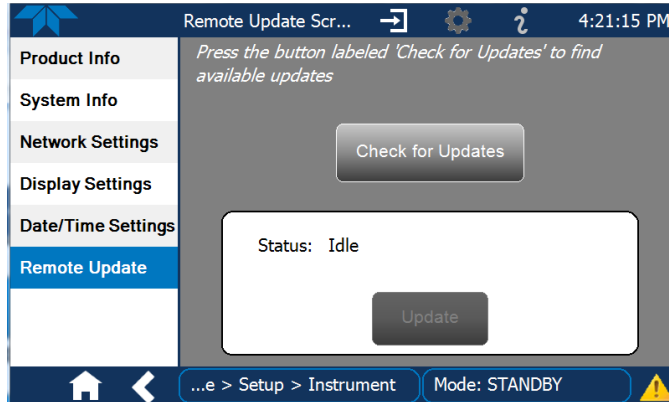 Remote Update Scr...
4:21:15 PM
Product Info
System Info
Network Settings
Display Settings
Date/Time Settings
Remote Update
Press the button labeled 'Check for Updates' to find
available updates
Check for Updates
Status: Idle
Update
...e > Setup > Instrument
Mode: STANDBY